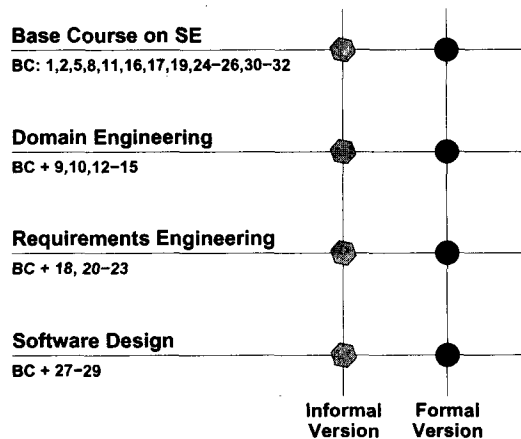 Base Course on SE
BC: 1,2,5,8,11,16,17,19,24−26,30−32
Domain Engineering
BC + 9,10,12−15
Requirements Engineering
BC + 18, 20−23
Software Design
BC + 27−29
Informal Formal
Version Version